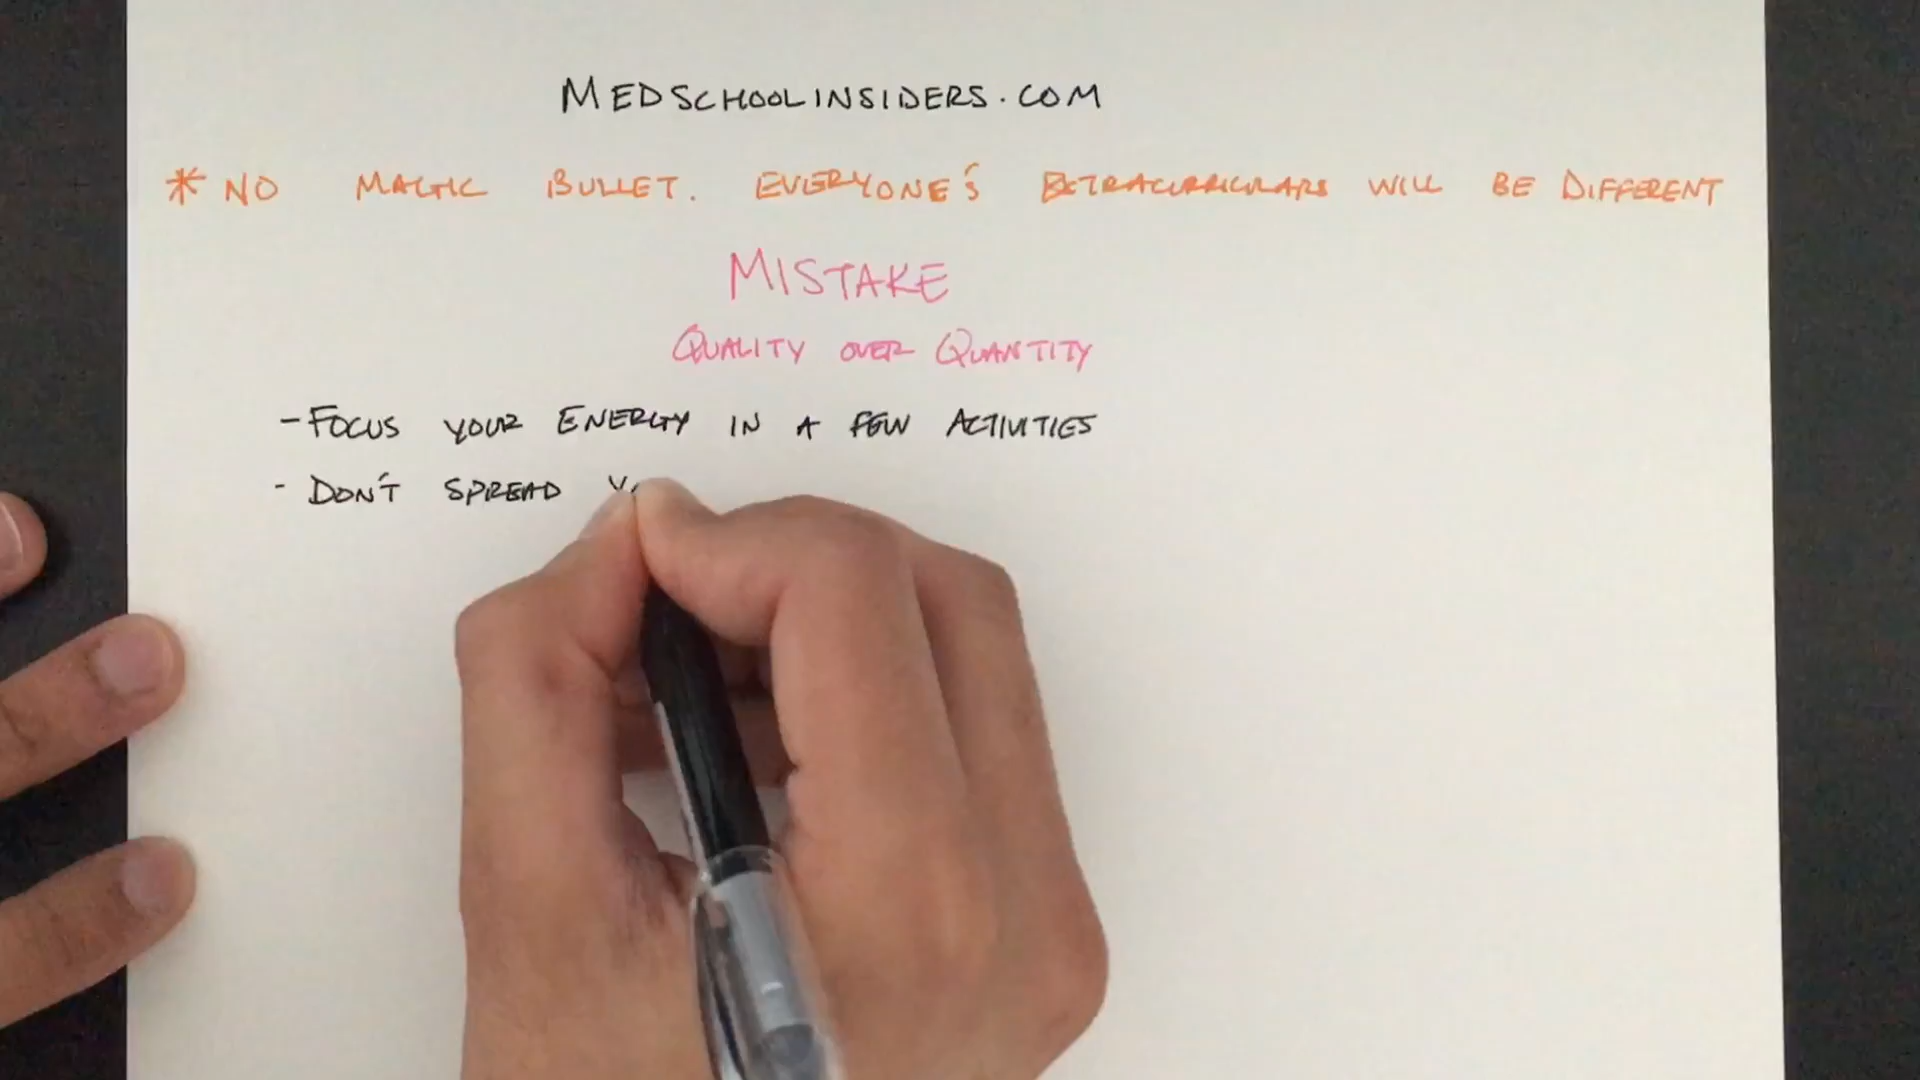 MEDSCHOOLINSIDERS.COM
* NO MAGIC BULLET. EVERYONE'S EXTRACURRICULARS WILL BE DIFFERENT
MISTAKE
QUALITY OVER QUANTITY
- FOCUS YOUR ENERGY IN A FEW ACTIVITIES
- DON'T SPREAD